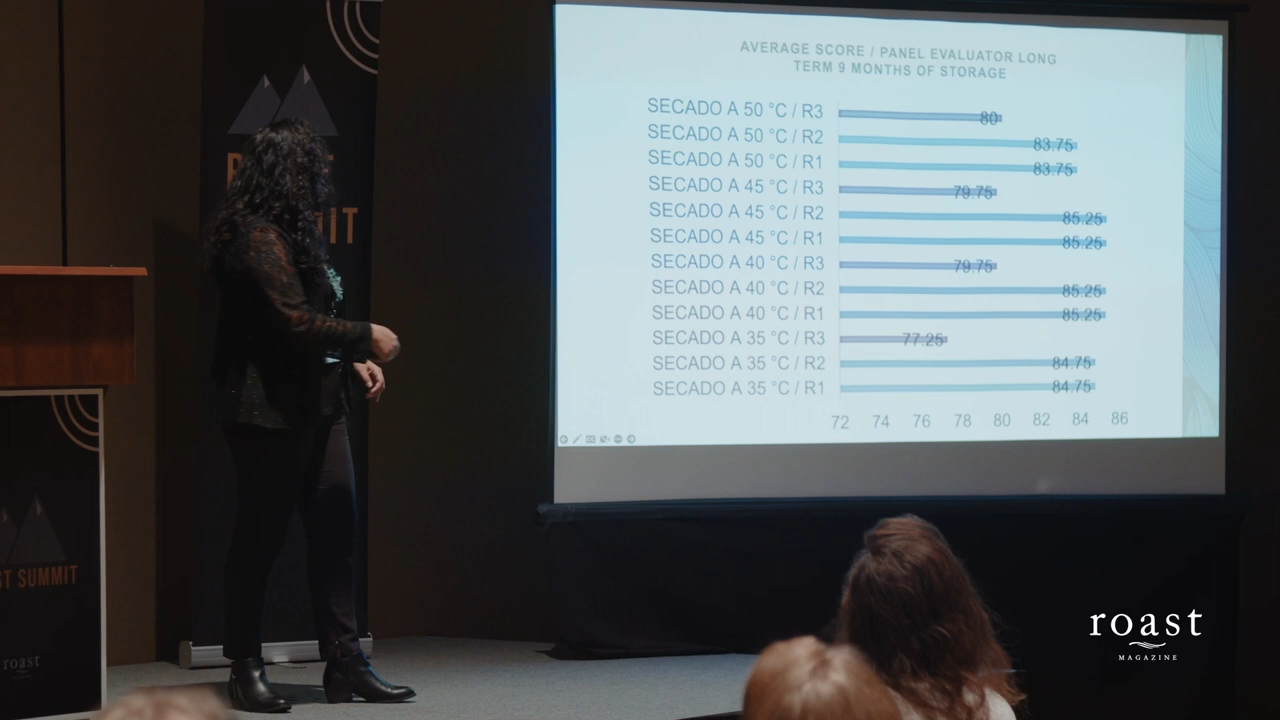 AVERAGE SCORE / PANEL EVALUATOR LONG
TERM 9 MONTHS OF STORAGE
SECADO A 50 °C / R3 80
SECADO A 50 °C / R2 83.75
SECADO A 50 °C / R1 83.75
SECADO A 45 °C / R3 79.75
SECADO A 45 °C / R2 85.25
SECADO A 45 °C / R1 85.25
SECADO A 40 °C / R3 79.75
SECADO A 40 °C / R2 85.25
SECADO A 40 °C / R1 85.25
SECADO A 35 °C / R3 77.25
SECADO A 35 °C / R2 84.75
SECADO A 35 °C / R1 84.75
72 74 76 78 80 82 84 86
ST SUMMIT
roast
roast
MAGAZINE